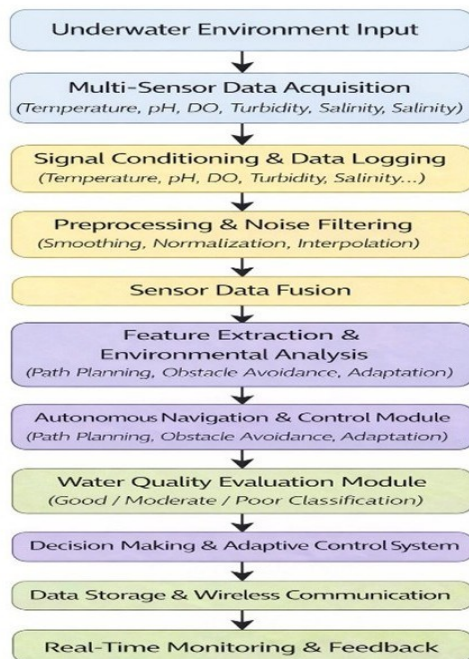 Underwater Environment Input
Multi-Sensor Data Acquisition
(Temperature, pH, DO, Turbidity, Salinity, Salinity)
Signal Conditioning & Data Logging
(Temperature, pH, DO, Turbidity, Salinity...)
Preprocessing & Noise Filtering
(Smoothing, Normalization, Interpolation)
Sensor Data Fusion
Feature Extraction &
Environmental Analysis
(Path Planning, Obstacle Avoidance, Adaptation)
Autonomous Navigation & Control Module
(Path Planning, Obstacle Avoidance, Adaptation)
Water Quality Evaluation Module
(Good / Moderate / Poor Classification)
Decision Making & Adaptive Control System
Data Storage & Wireless Communication
Real-Time Monitoring & Feedback